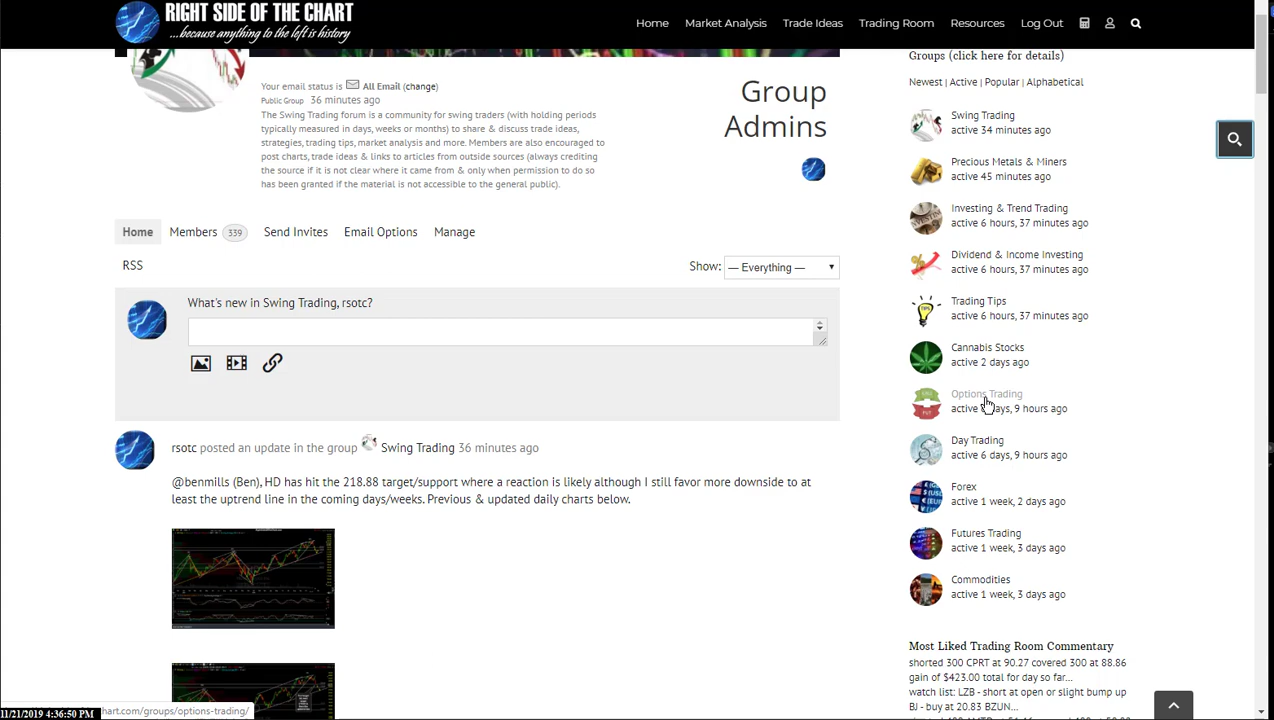 RIGHT SIDE OF THE CHART
...because anything to the left is history
Home Market Analysis Trade Ideas Trading Room Resources Log Out
Your email status is All Email (change)
Public Group 36 minutes ago
The Swing Trading forum is a community for swing traders (with holding periods
typically measured in days, weeks or months) to share & discuss trade ideas,
strategies, trading tips, market analysis and more. Members are also encouraged to
post charts, trade ideas & links to articles from outside sources (always crediting
the source if it is not clear where it came from & only when permission to do so
has been granted if the material is not accessible to the general public).
Group
Admins
Home Members 339 Send Invites Email Options Manage
RSS
Show: — Everything —
What's new in Swing Trading, rsotc?
rsotc posted an update in the group Swing Trading 36 minutes ago
@benmills (Ben), HD has hit the 218.88 target/support where a reaction is likely although I still favor more downside to at
least the uptrend line in the coming days/weeks. Previous & updated daily charts below.
Groups (click here for details)
Newest | Active | Popular | Alphabetical
Swing Trading
active 34 minutes ago
Precious Metals & Miners
active 45 minutes ago
Investing & Trend Trading
active 6 hours, 37 minutes ago
Dividend & Income Investing
active 6 hours, 37 minutes ago
Trading Tips
active 6 hours, 37 minutes ago
Cannabis Stocks
active 2 days ago
Options Trading
active days, 9 hours ago
Day Trading
active 6 days, 9 hours ago
Forex
active 1 week, 2 days ago
Futures Trading
active 1 week, 3 days ago
Commodities
active 1 week, 3 days ago
Most Liked Trading Room Commentary
shorted 300 CPRT at 90.27 covered 300 at 88.86
gain of $423.00 total for day so far...
watch list: LZB - short at open or slight bump up
BJ - buy at 20.83 BZUN...
11/21/2019 4:36:50 PM chart.com/groups/options-trading/